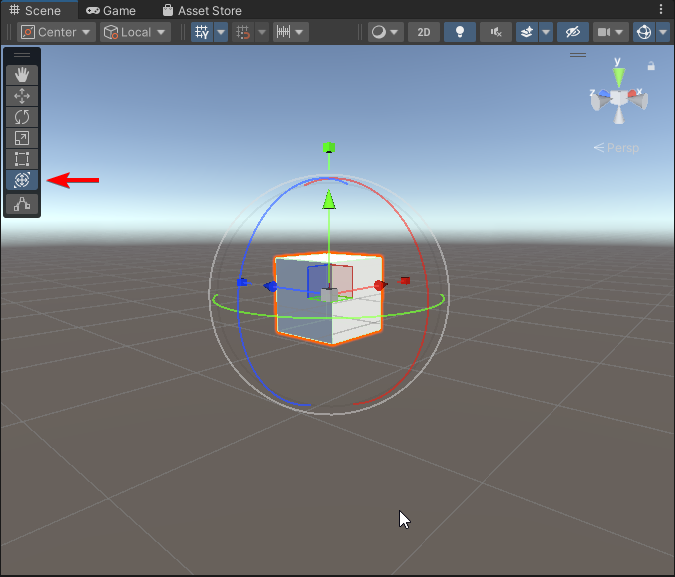 Scene Game Asset Store
Center Local 2D
y
z x
Persp